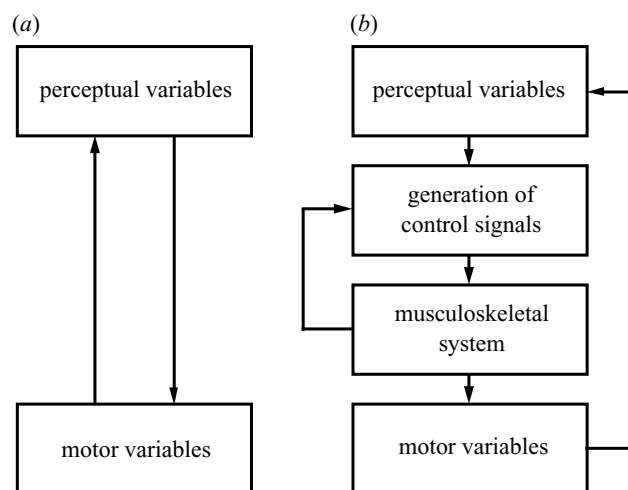 (a)
perceptual variables
motor variables
(b)
perceptual variables
generation of
control signals
musculoskeletal
system
motor variables